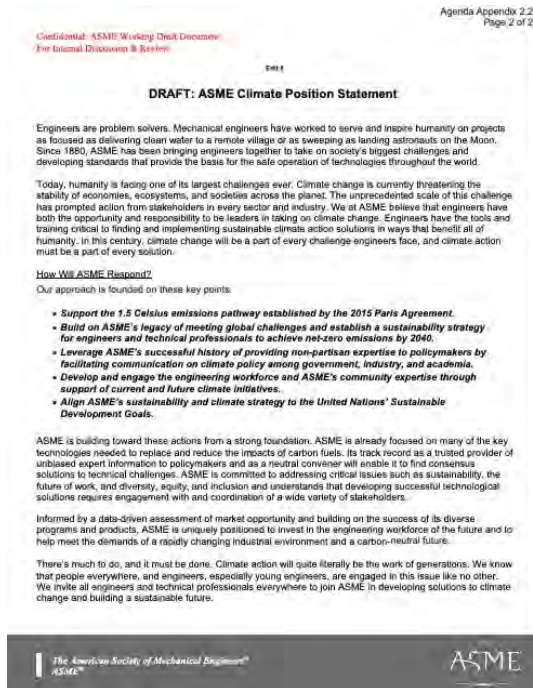 Agenda Appendix 2.2
Page 2 of 2
Confidential: ASME Working Draft Document
For Internal Discussion & Review
DRAFT: ASME Climate Position Statement
Engineers are problem solvers. Mechanical engineers have worked to serve and inspire humanity on projects
as focused as delivering clean water to a remote village or as sweeping as landing astronauts on the Moon.
Since 1880, ASME has been bringing engineers together to take on society's biggest challenges and
developing standards that provide the basis for the safe operation of technologies throughout the world.
Today, humanity is facing one of its largest challenges ever. Climate change is currently threatening the
stability of economies, ecosystems, and societies across the planet. The unprecedented scale of this challenge
has prompted action from stakeholders in every sector and industry. We at ASME believe that engineers have
both the opportunity and responsibility to be leaders in taking on climate change. Engineers have the tools and
training critical to finding and implementing sustainable climate action solutions in ways that benefit all of
humanity. In this century, climate change will be a part of every challenge engineers face, and climate action
must be a part of every solution.
How Will ASME Respond?
Our approach is founded on these key points:
• Support the 1.5 Celsius emissions pathway established by the 2015 Paris Agreement.
• Build on ASME's legacy of meeting global challenges and establish a sustainability strategy
for engineers and technical professionals to achieve net-zero emissions by 2040.
• Leverage ASME's successful history of providing non-partisan expertise to policymakers by
facilitating communication on climate policy among government, industry, and academia.
• Develop and engage the engineering workforce and ASME's community expertise through
support of current and future climate initiatives.
• Align ASME's sustainability and climate strategy to the United Nations' Sustainable
Development Goals.
ASME is building toward these actions from a strong foundation. ASME is already focused on many of the key
technologies needed to replace and reduce the impacts of carbon fuels. Its track record as a trusted provider of
unbiased expert information to policymakers and as a neutral convener will enable it to find consensus
solutions to technical challenges. ASME is committed to addressing critical issues such as sustainability, the
future of work, and diversity, equity, and inclusion and understands that developing successful technological
solutions requires engagement with and coordination of a wide variety of stakeholders.
Informed by a data-driven assessment of market opportunity and building on the success of its diverse
programs and products, ASME is uniquely positioned to invest in the engineering workforce of the future and to
help meet the demands of a rapidly changing industrial environment and a carbon-neutral future.
There's much to do, and it must be done. Climate action will quite literally be the work of generations. We know
that people everywhere, and engineers, especially young engineers, are engaged in this issue like no other.
We invite all engineers and technical professionals everywhere to join ASME in developing solutions to climate
change and building a sustainable future.
The American Society of Mechanical Engineers®
ASME®
ASME